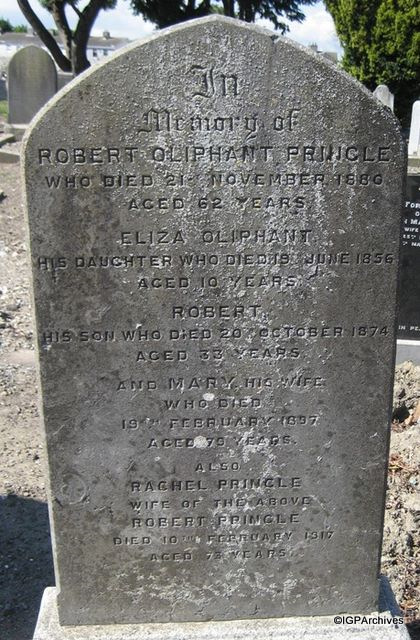 In
Memory of
ROBERT OLIPHANT PRINGLE
WHO DIED 21ST NOVEMBER 1880
AGED 62 YEARS
ELIZA OLIPHANT
HIS DAUGHTER WHO DIED 19 JUNE 1856
AGED 10 YEARS
ROBERT
HIS SON WHO DIED 20 OCTOBER 1874
AGED 33 YEARS
AND MARY HIS WIFE
WHO DIED
19TH FEBRUARY 1897
AGED 79 YEARS.
ALSO
RACHEL PRINGLE
WIFE OF THE ABOVE
ROBERT PRINGLE
DIED 10TH FEBRUARY 1917
AGED 73 YEARS.
©IGPArchives